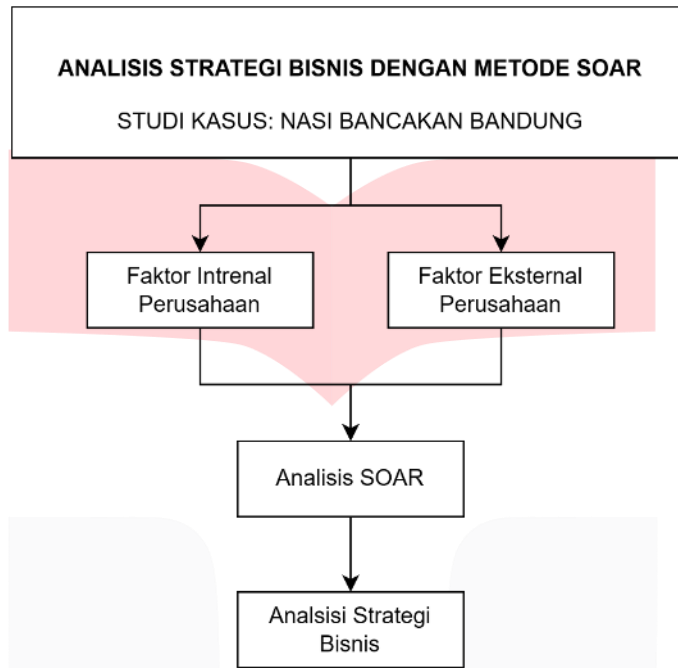 ANALISIS STRATEGI BISNIS DENGAN METODE SOAR
STUDI KASUS: NASI BANCAKAN BANDUNG
Faktor Intrenal
Perusahaan
Faktor Eksternal
Perusahaan
Analisis SOAR
Analsisi Strategi
Bisnis